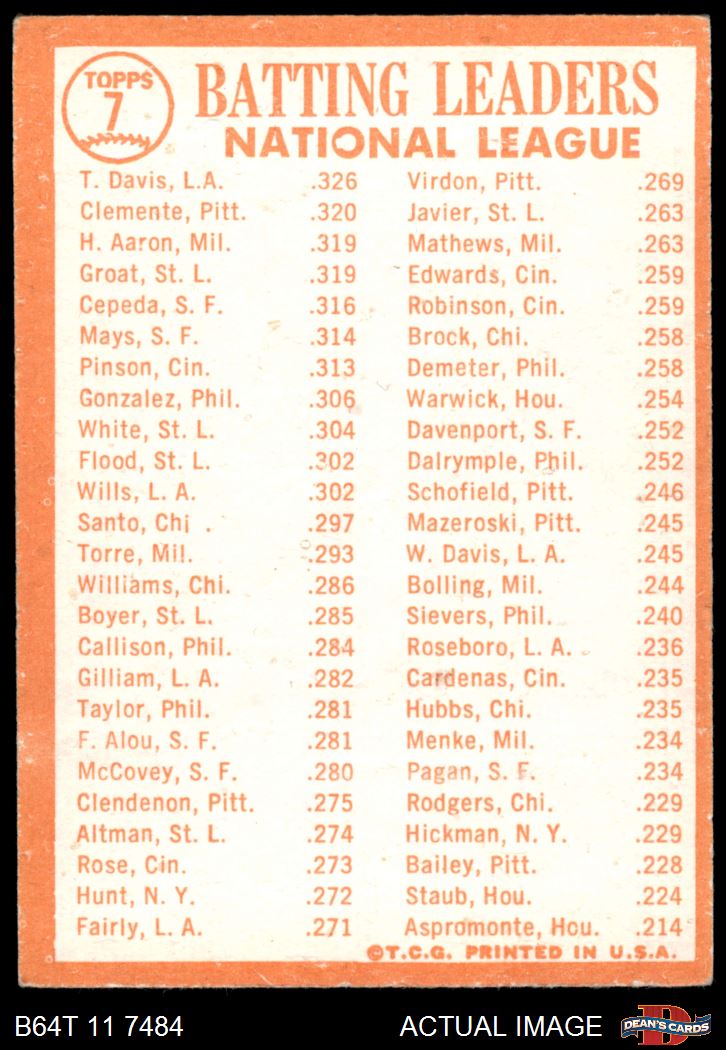 TOPPS
7
BATTING LEADERS
NATIONAL LEAGUE
T. Davis, L.A. .326
Clemente, Pitt. .320
H. Aaron, Mil. .319
Groat, St. L. .319
Cepeda, S. F. .316
Mays, S. F. .314
Pinson, Cin. .313
Gonzalez, Phil. .306
White, St. L. .304
Flood, St. L. .302
Wills, L. A. .302
Santo, Chi . .297
Torre, Mil. .293
Williams, Chi. .286
Boyer, St. L. .285
Callison, Phil. .284
Gilliam, L. A. .282
Taylor, Phil. .281
F. Alou, S. F. .281
McCovey, S. F. .280
Clendenon, Pitt. .275
Altman, St. L. .274
Rose, Cin. .273
Hunt, N. Y. .272
Fairly, L. A. .271
Virdon, Pitt. .269
Javier, St. L. .263
Mathews, Mil. .263
Edwards, Cin. .259
Robinson, Cin. .259
Brock, Chi. .258
Demeter, Phil. .258
Warwick, Hou. .254
Davenport, S. F. .252
Dalrymple, Phil. .252
Schofield, Pitt. .246
Mazeroski, Pitt. .245
W. Davis, L. A. .245
Bolling, Mil. .244
Sievers, Phil. .240
Roseboro, L. A. .236
Cardenas, Cin. .235
Hubbs, Chi. .235
Menke, Mil. .234
Pagan, S. F. .234
Rodgers, Chi. .229
Hickman, N. Y. .229
Bailey, Pitt. .228
Staub, Hou. .224
Aspromonte, Hou. .214
©T.C.G. PRINTED IN U.S.A.
B64T 11 7484
ACTUAL IMAGE
D
DEAN'S CARDS